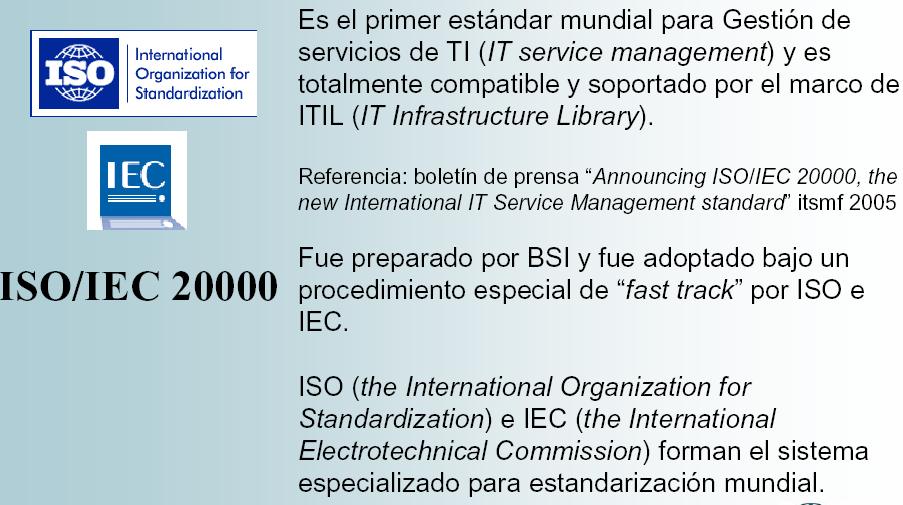 ISO
International
Organization for
Standardization
IEC
ISO/IEC 20000
Es el primer estándar mundial para Gestión de
servicios de TI (IT service management) y es
totalmente compatible y soportado por el marco de
ITIL (IT Infrastructure Library).
Referencia: boletín de prensa “Announcing ISO/IEC 20000, the
new International IT Service Management standard” itsmf 2005
Fue preparado por BSI y fue adoptado bajo un
procedimiento especial de “fast track” por ISO e
IEC.
ISO (the International Organization for
Standardization) e IEC (the International
Electrotechnical Commission) forman el sistema
especializado para estandarización mundial.